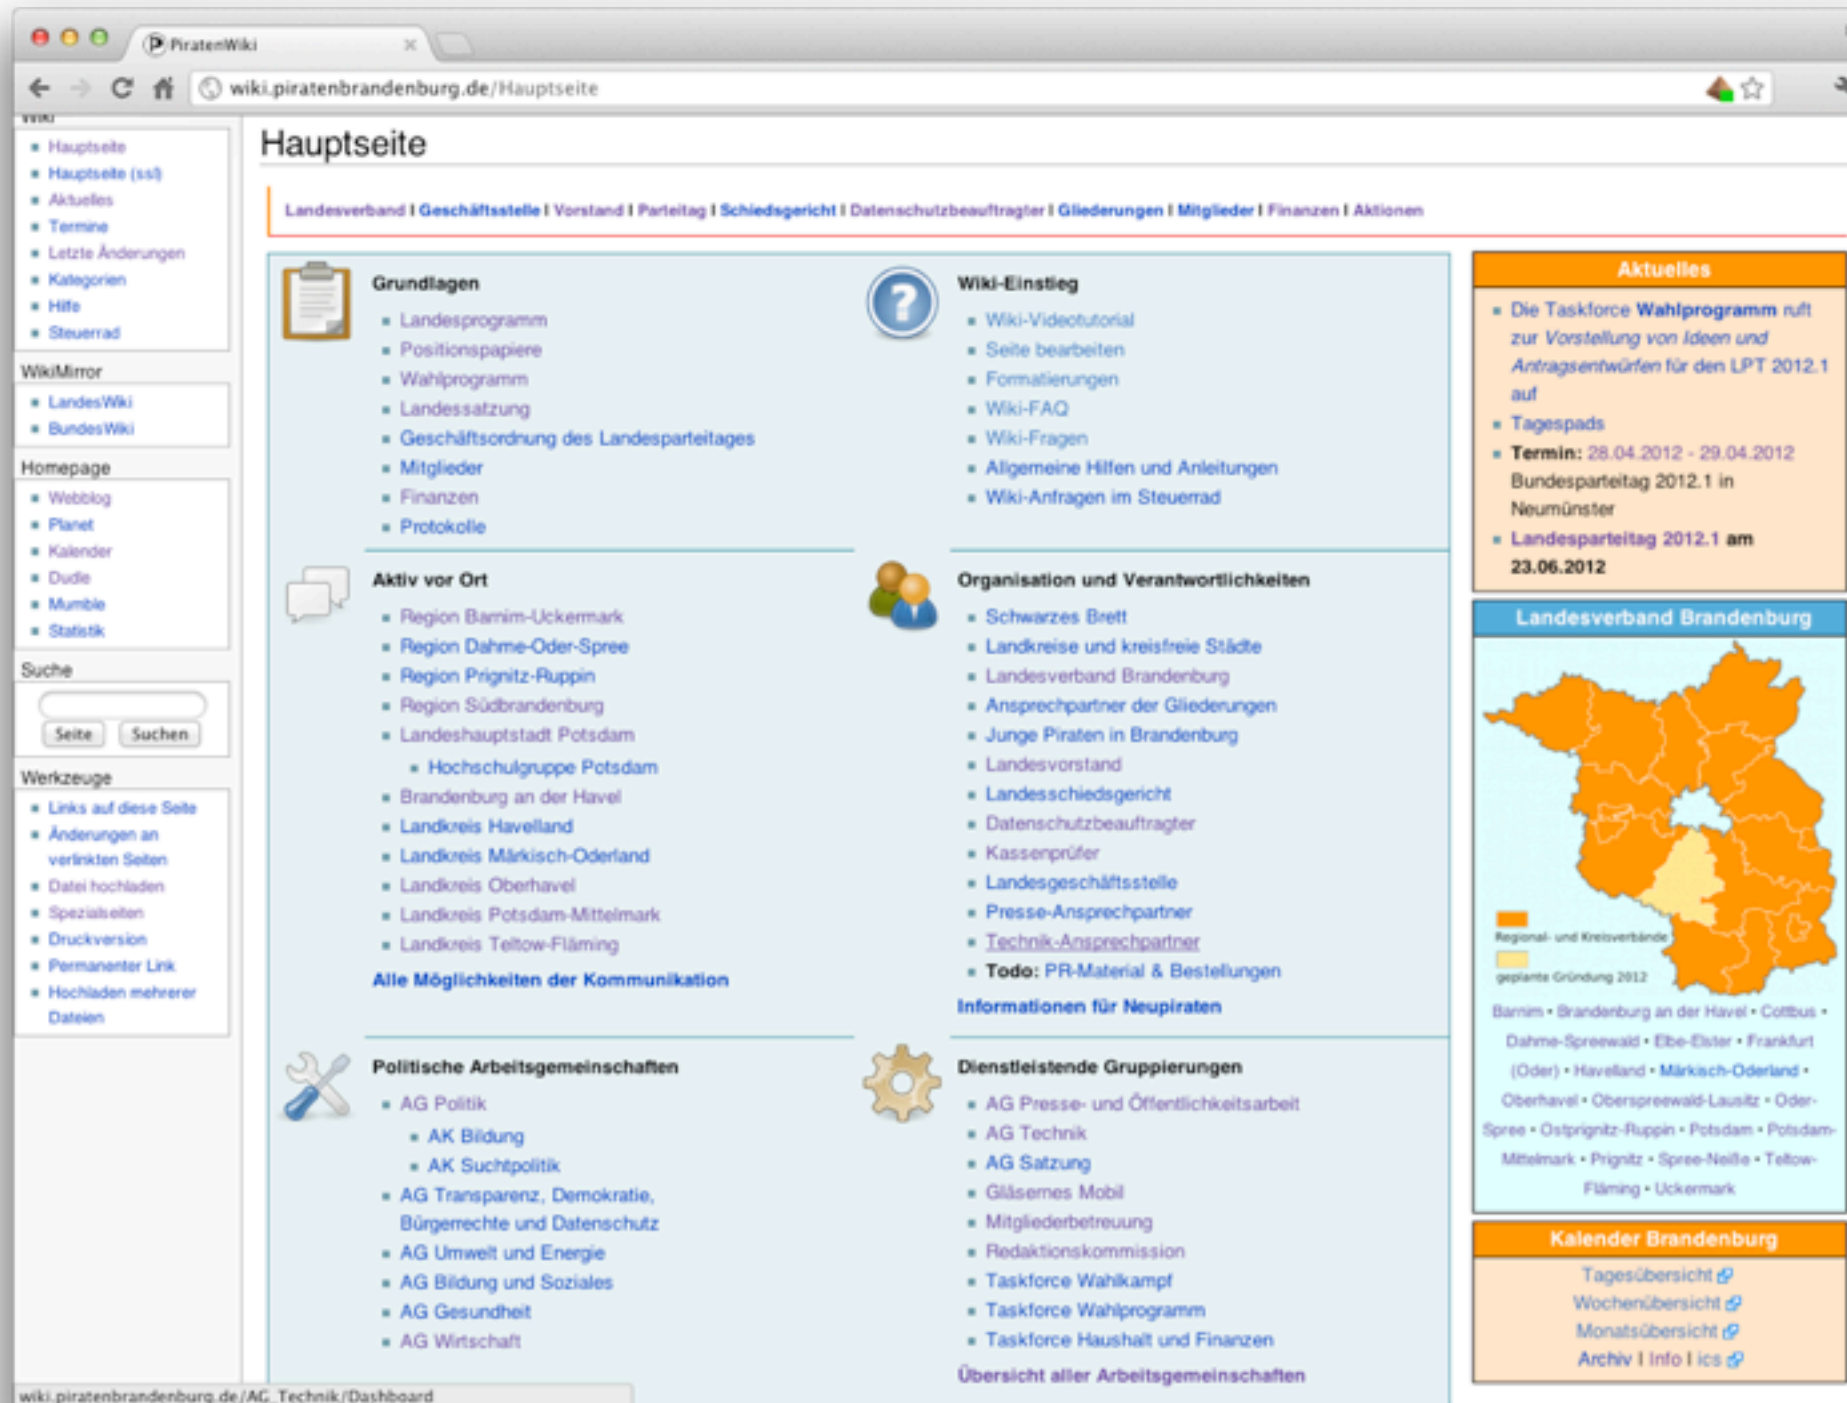 PiratenWiki
wiki.piratenbrandenburg.de/Hauptseite
Wiki
Hauptseite
Hauptseite (ssl)
Aktuelles
Termine
Letzte Änderungen
Kategorien
Hilfe
Steuerrad
WikiMirror
LandesWiki
BundesWiki
Homepage
Webblog
Planet
Kalender
Dudle
Mumble
Statistik
Suche
Seite Suchen
Werkzeuge
Links auf diese Seite
Änderungen an
verlinkten Seiten
Datei hochladen
Spezialseiten
Druckversion
Permanenter Link
Hochladen mehrerer
Dateien
Hauptseite
Landesverband I Geschäftsstelle I Vorstand I Parteitag I Schiedsgericht I Datenschutzbeauftragter I Gliederungen I Mitglieder I Finanzen I Aktionen
Grundlagen
Landesprogramm
Positionspapiere
Wahlprogramm
Landessatzung
Geschäftsordnung des Landesparteitages
Mitglieder
Finanzen
Protokolle
Wiki-Einstieg
Wiki-Videotutorial
Seite bearbeiten
Formatierungen
Wiki-FAQ
Wiki-Fragen
Allgemeine Hilfen und Anleitungen
Wiki-Anfragen im Steuerrad
Aktiv vor Ort
Region Barnim-Uckermark
Region Dahme-Oder-Spree
Region Prignitz-Ruppin
Region Südbrandenburg
Landeshauptstadt Potsdam
Hochschulgruppe Potsdam
Brandenburg an der Havel
Landkreis Havelland
Landkreis Märkisch-Oderland
Landkreis Oberhavel
Landkreis Potsdam-Mittelmark
Landkreis Teltow-Fläming
Alle Möglichkeiten der Kommunikation
Organisation und Verantwortlichkeiten
Schwarzes Brett
Landkreise und kreisfreie Städte
Landesverband Brandenburg
Ansprechpartner der Gliederungen
Junge Piraten in Brandenburg
Landesvorstand
Landesschiedsgericht
Datenschutzbeauftragter
Kassenprüfer
Landesgeschäftsstelle
Presse-Ansprechpartner
Technik-Ansprechpartner
Todo: PR-Material & Bestellungen
Informationen für Neupiraten
Politische Arbeitsgemeinschaften
AG Politik
AK Bildung
AK Suchtpolitik
AG Transparenz, Demokratie,
Bürgerrechte und Datenschutz
AG Umwelt und Energie
AG Bildung und Soziales
AG Gesundheit
AG Wirtschaft
Dienstleistende Gruppierungen
AG Presse- und Öffentlichkeitsarbeit
AG Technik
AG Satzung
Gläsernes Mobil
Mitgliederbetreuung
Redaktionskommission
Taskforce Wahlkampf
Taskforce Wahlprogramm
Taskforce Haushalt und Finanzen
Übersicht aller Arbeitsgemeinschaften
Aktuelles
Die Taskforce Wahlprogramm ruft
zur Vorstellung von Ideen und
Antragsentwürfen für den LPT 2012.1
auf
Tagespads
Termin: 28.04.2012 - 29.04.2012
Bundesparteitag 2012.1 in
Neumünster
Landesparteitag 2012.1 am
23.06.2012
Landesverband Brandenburg
Regional- und Kreisverbände
geplante Gründung 2012
Barnim • Brandenburg an der Havel • Cottbus •
Dahme-Spreewald • Elbe-Elster • Frankfurt
(Oder) • Havelland • Märkisch-Oderland •
Oberhavel • Oberspreewald-Lausitz • Oder-
Spree • Ostprignitz-Ruppin • Potsdam • Potsdam-
Mittelmark • Prignitz • Spree-Neiße • Teltow-
Fläming • Uckermark
Kalender Brandenburg
Tagesübersicht
Wochenübersicht
Monatsübersicht
Archiv I Info I ics
wiki.piratenbrandenburg.de/AG_Technik/Dashboard